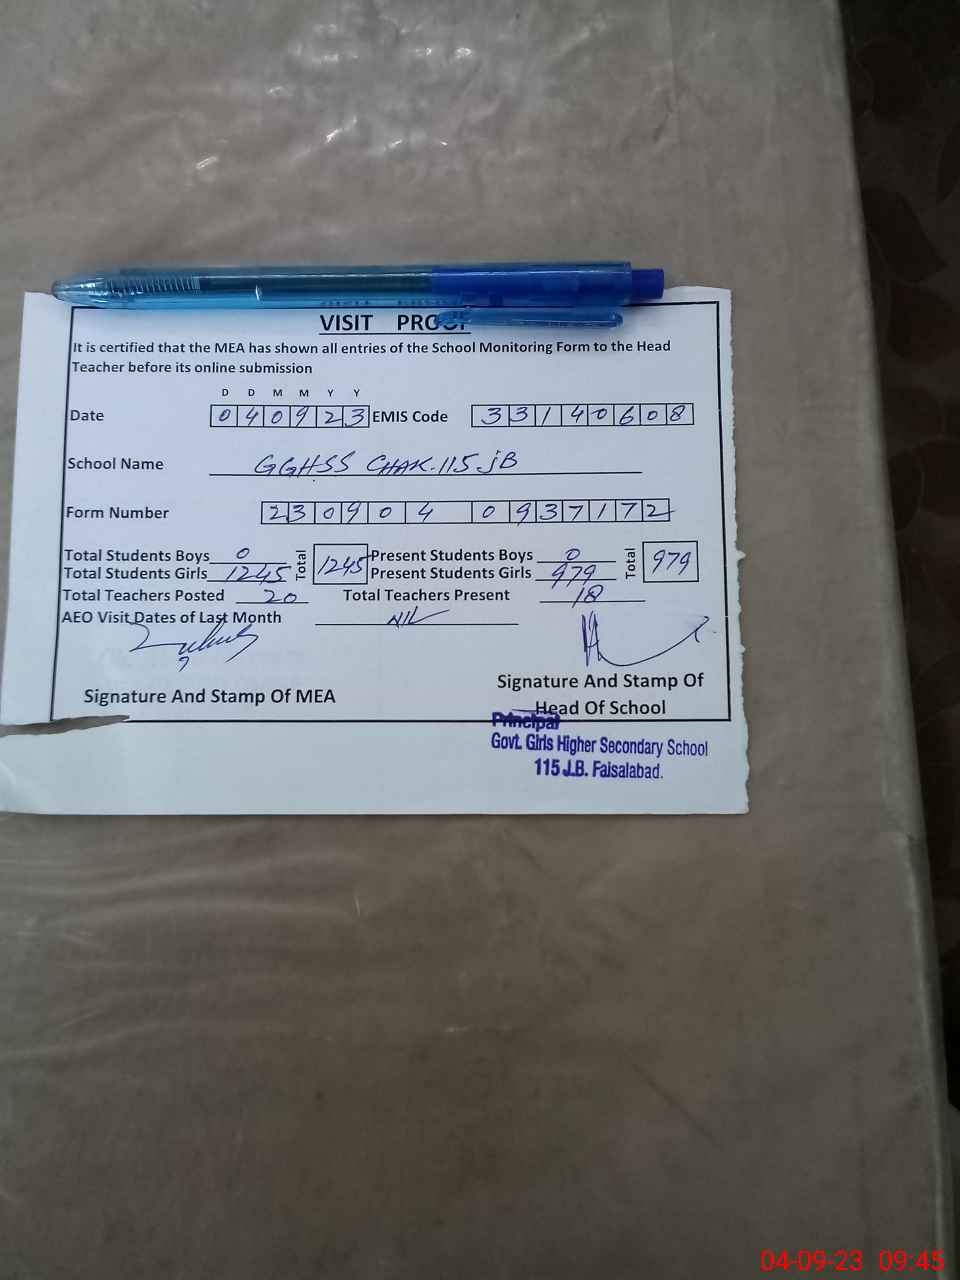 VISIT PROOF
It is certified that the MEA has shown all entries of the School Monitoring Form to the Head
Teacher before its online submission
D D M M Y Y
Date 040923 EMIS Code 33140608
School Name GGHSS CHAK.115 JB
Form Number 230904 0937172
Total Students Boys 0 Total 1245 Present Students Boys 0 Total 979
Total Students Girls 1245 Present Students Girls 979
Total Teachers Posted 20 Total Teachers Present 18
AEO Visit Dates of Last Month NIL
Signature And Stamp Of MEA Signature And Stamp Of
Head Of School
Principal
Govt. Girls Higher Secondary School
115 J.B. Faisalabad.
04-09-23 09:45